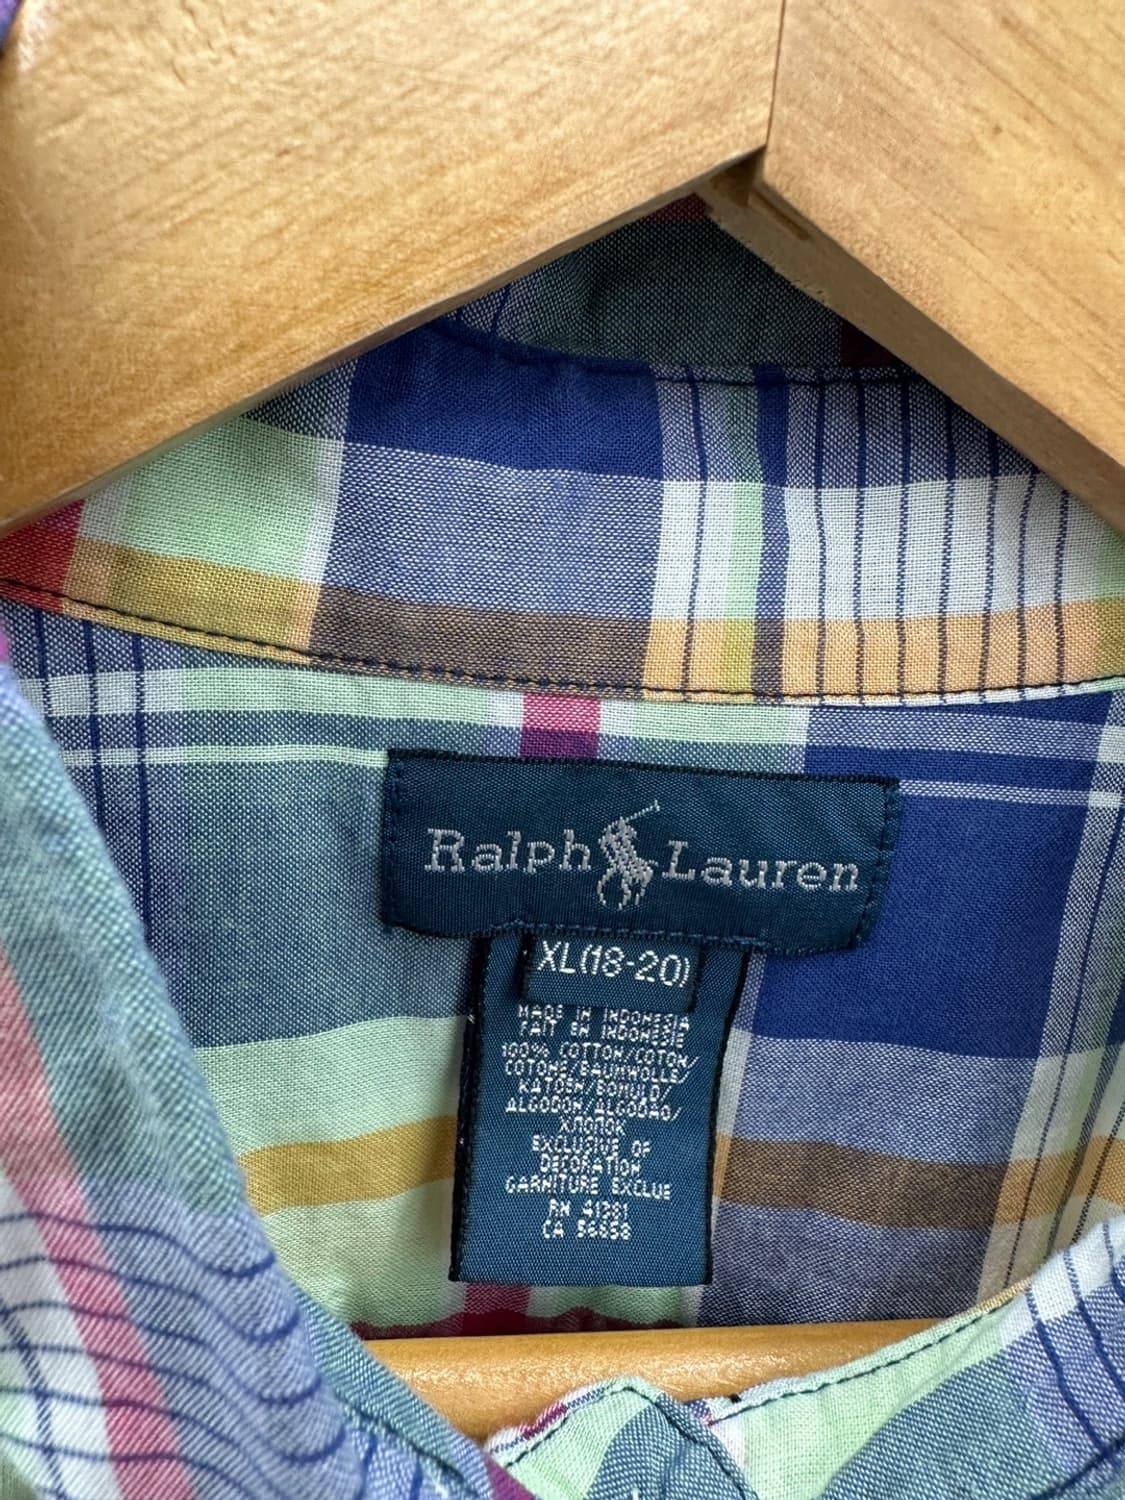 Ralph Lauren
XL(18-20)
MADE IN INDONESIA
FAIT EN INDONESIE
100% COTTON/COTON/
COTONE/BAUMWOLLE/
KATOEN/BOMULD/
ALGODON/ALGODAO/
ХЛОПОК
EXCLUSIVE OF
DECORATION
GARNITURE EXCLUE
RN 41381
CA 56858